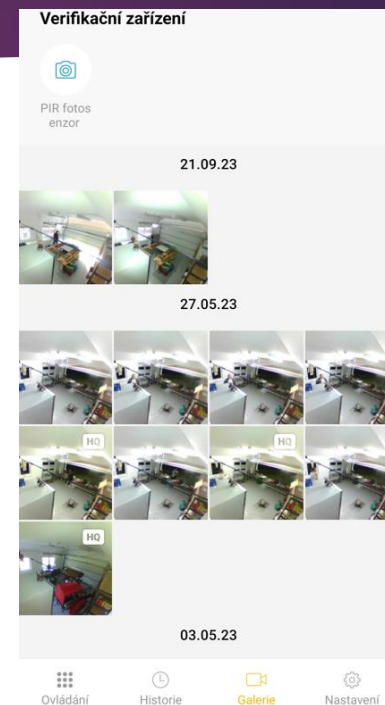 Verifikační zařízení
PIR fotos
enzor
21.09.23
27.05.23
HQ
HQ
HQ
03.05.23
Ovládání
Historie
Galerie
Nastavení